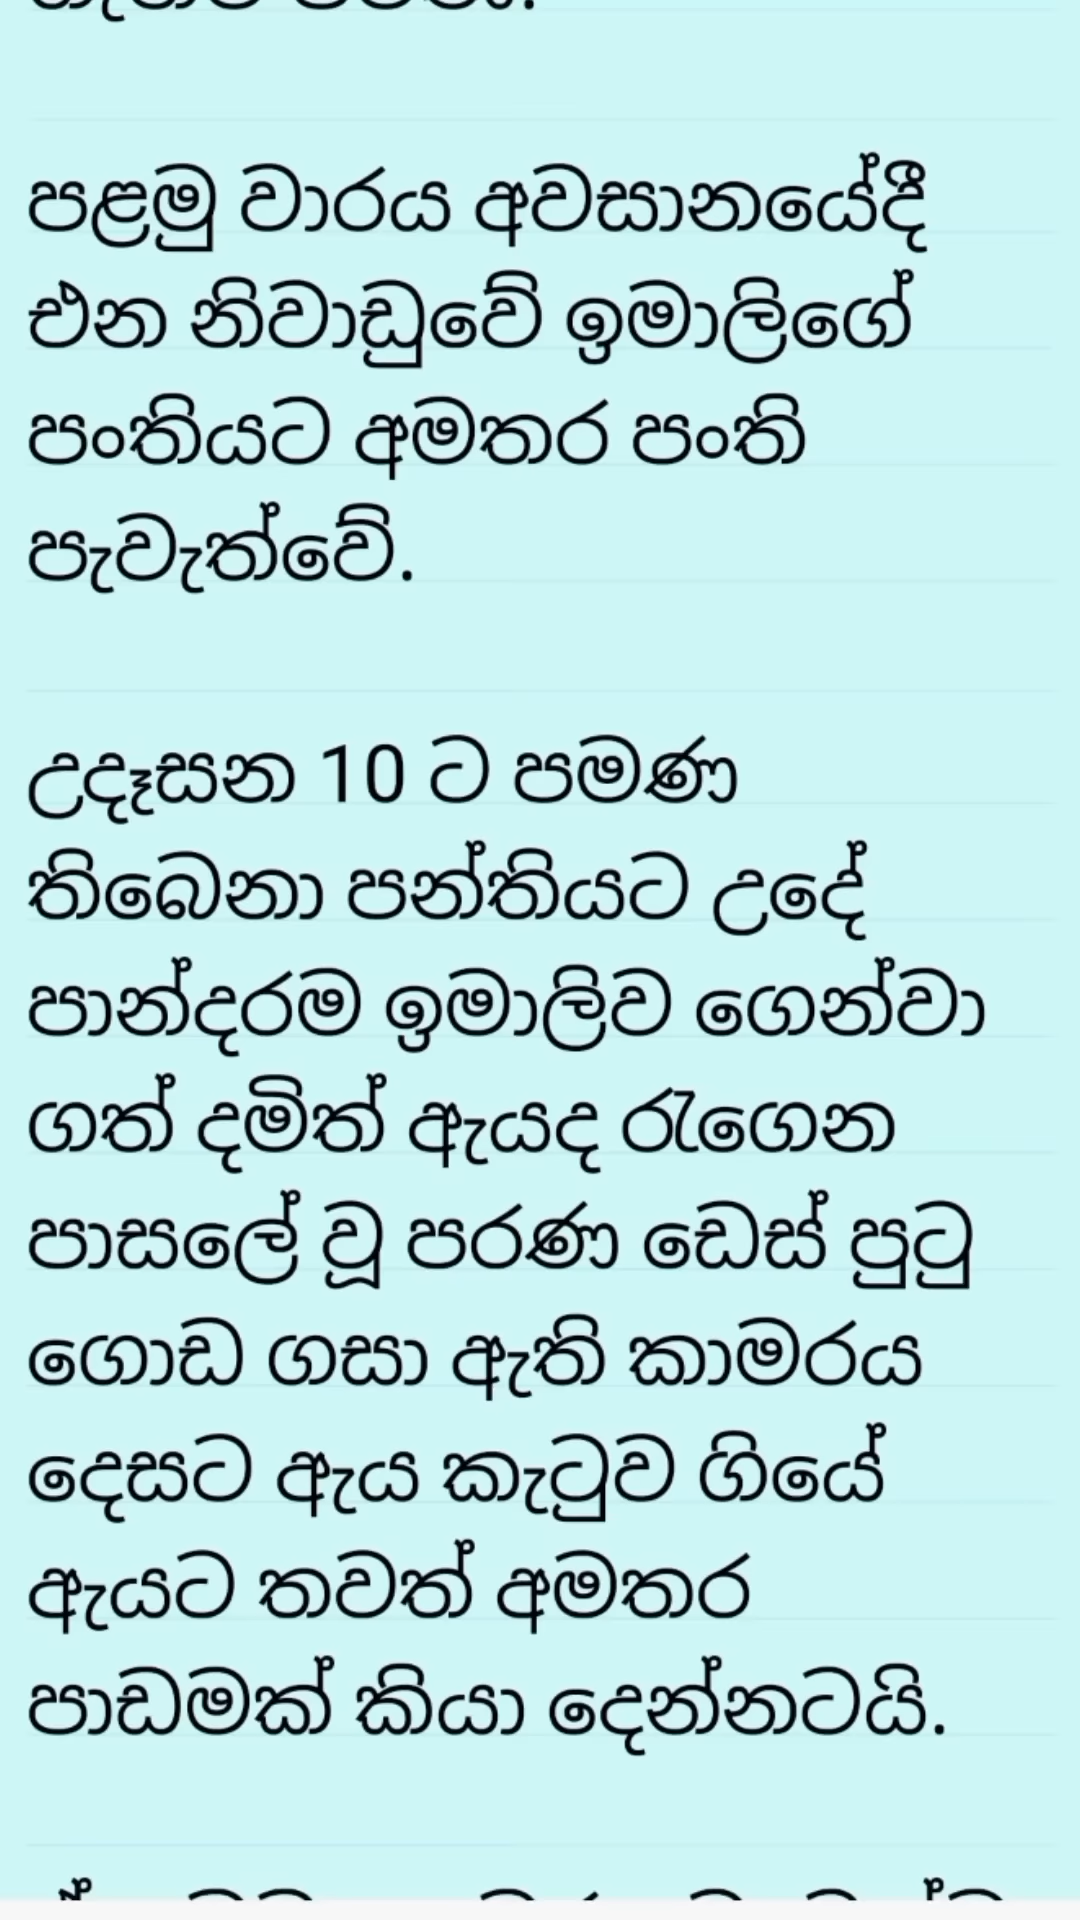 පළමු වාරය අවසානයේදී
එන නිවාඩුවේ ඉමාලිගේ
පංතියට අමතර පංති
පැවැත්වේ.
උදෑසන 10 ට පමණ
තිබෙනා පන්තියට උදේ
පාන්දරම ඉමාලිව ගෙන්වා
ගත් දමිත් ඇයද රැගෙන
පාසලේ වූ පරණ ඩෙස් පුටු
ගොඩ ගසා ඇති කාමරය
දෙසට ඇය කැටුව ගියේ
ඇයට තවත් අමතර
පාඩමක් කියා දෙන්නටයි.